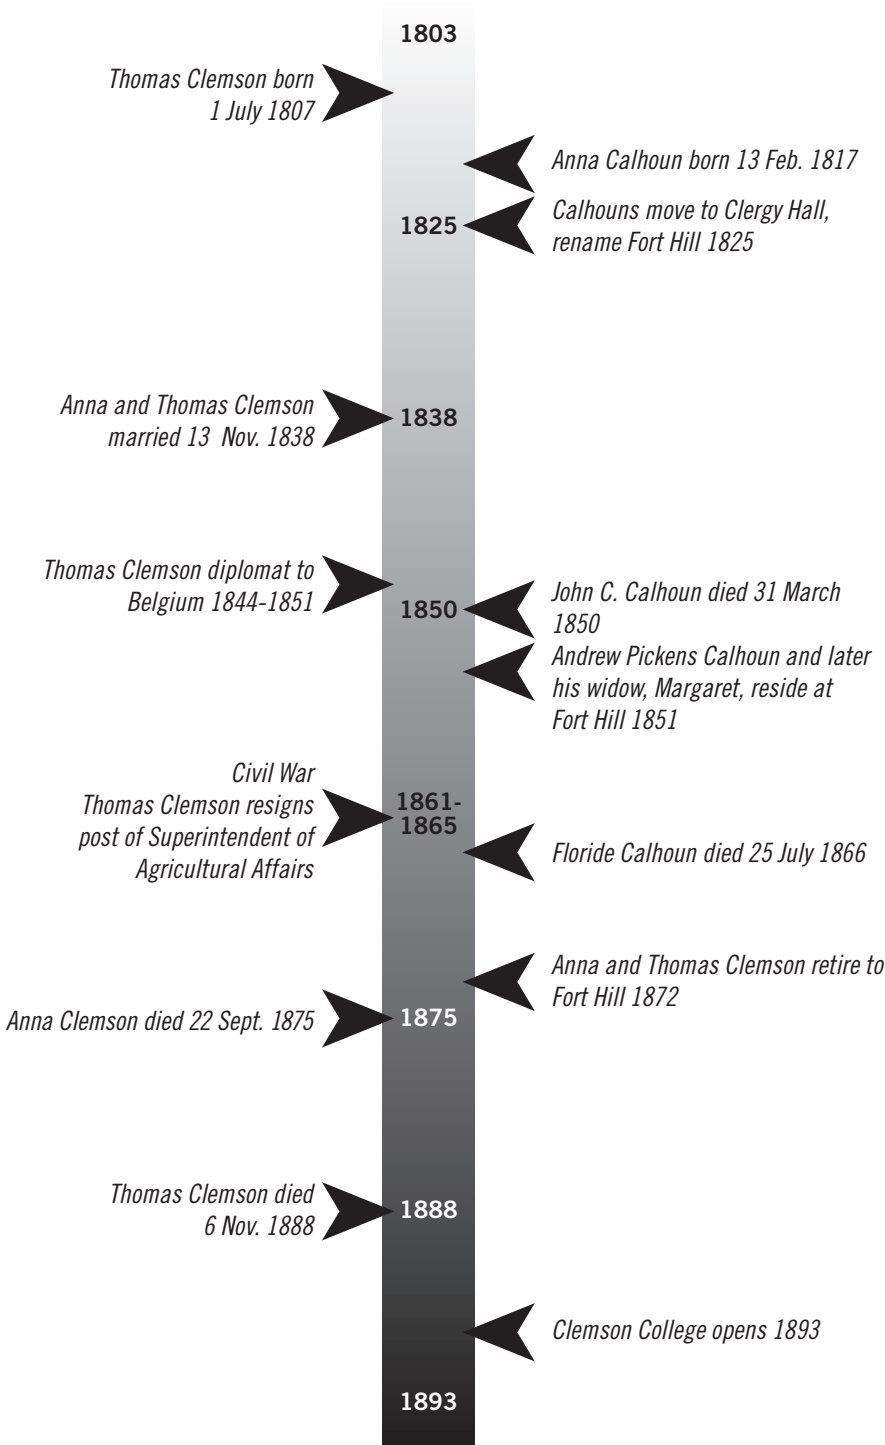 1803
Thomas Clemson born
1 July 1807
Anna Calhoun born 13 Feb. 1817
Calhouns move to Clergy Hall,
rename Fort Hill 1825
1825
Anna and Thomas Clemson
married 13 Nov. 1838
1838
Thomas Clemson diplomat to
Belgium 1844-1851
1850
John C. Calhoun died 31 March
1850
Andrew Pickens Calhoun and later
his widow, Margaret, reside at
Fort Hill 1851
Civil War
Thomas Clemson resigns
post of Superintendent of
Agricultural Affairs
1861-
1865
Floride Calhoun died 25 July 1866
Anna and Thomas Clemson retire to
Fort Hill 1872
Anna Clemson died 22 Sept. 1875
1875
Thomas Clemson died
6 Nov. 1888
1888
Clemson College opens 1893
1893